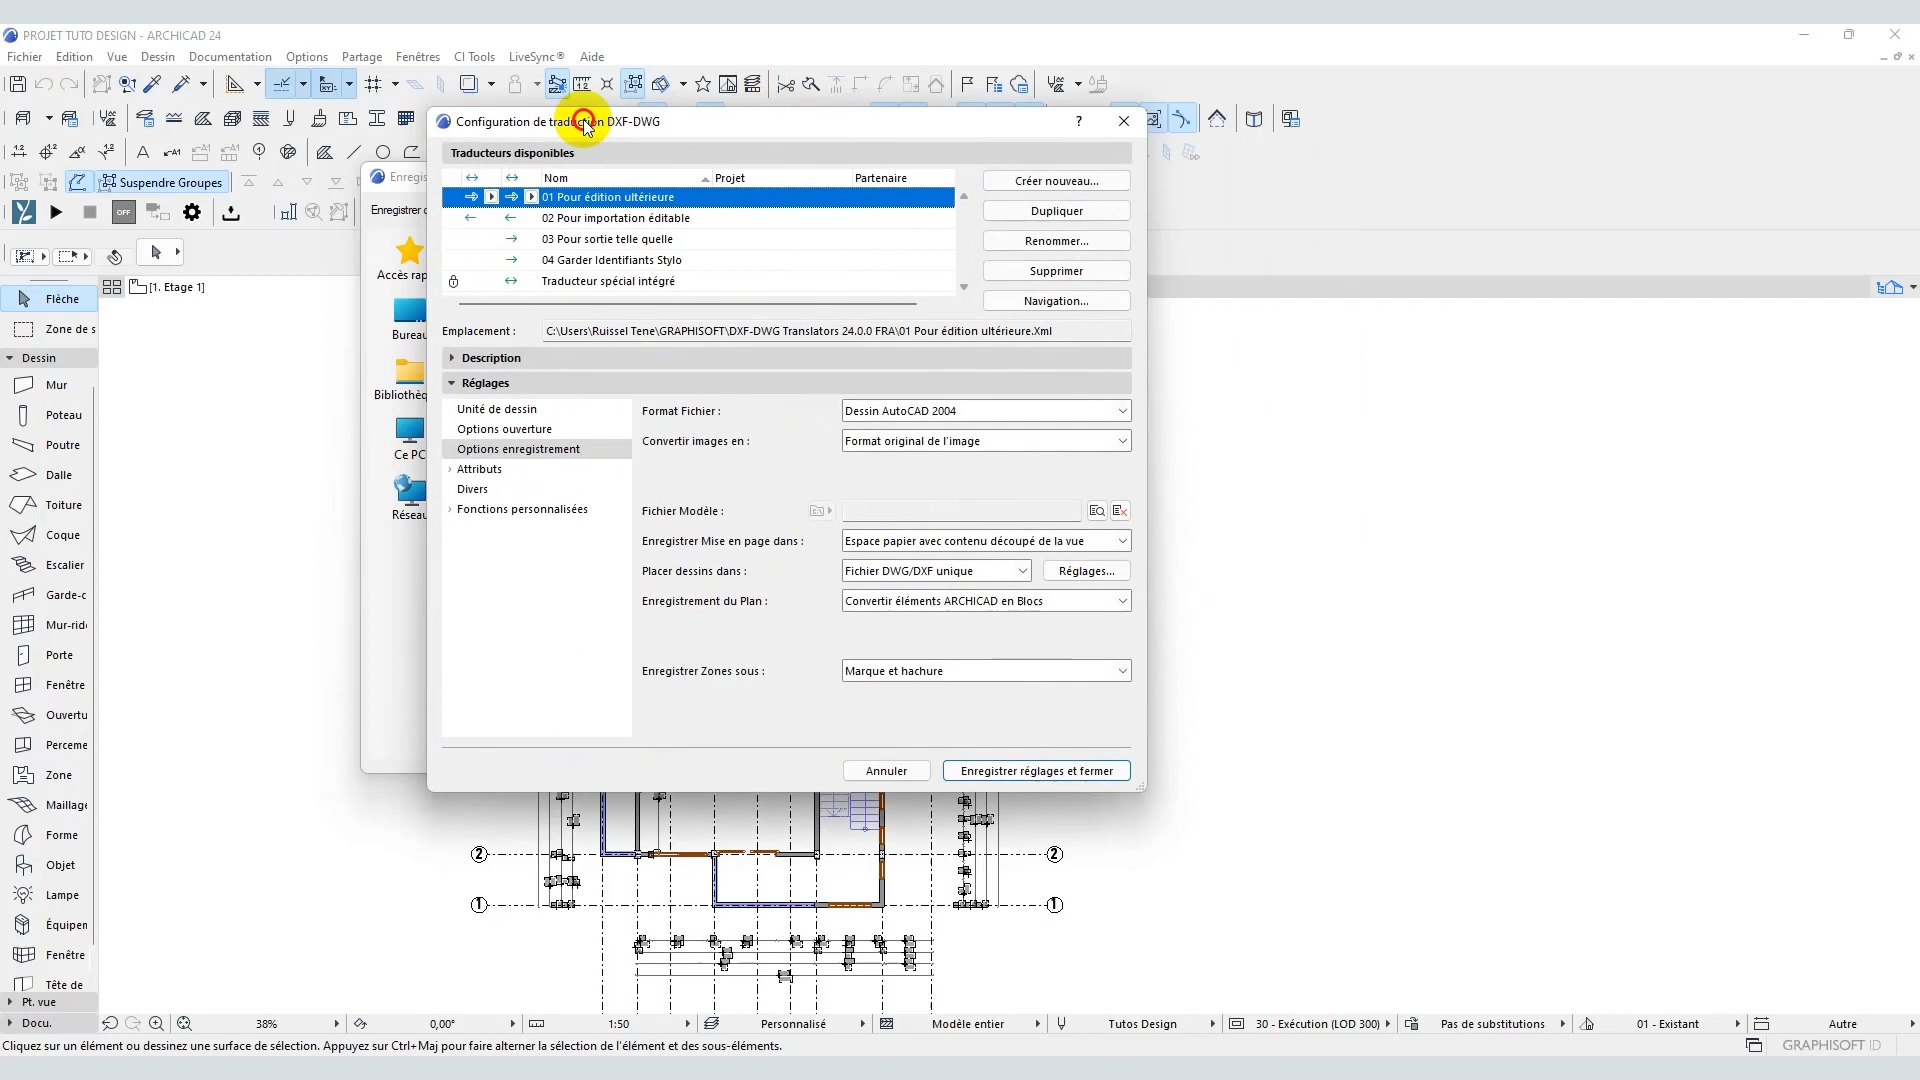 PROJET TUTO DESIGN - ARCHICAD 24
Fichier Edition Vue Dessin Documentation Options Partage Fenêtres CI Tools LiveSync® Aide
Suspendre Groupes
OFF
[1. Etage 1]
Flèche
Zone de s
Dessin
Mur
Poteau
Poutre
Dalle
Toiture
Coque
Escalier
Garde-c
Mur-ride
Porte
Fenêtre
Ouvertu
Perceme
Zone
Maillage
Forme
Objet
Lampe
Équipen
Fenêtre
Tête de
Pt. vue
Docu.
Enregis
Enregistrer d
Accès rap
Bureau
Bibliothèq
Ce PC
Réseau
Configuration de traduction DXF-DWG
?
Traducteurs disponibles
Nom Projet Partenaire
01 Pour édition ultérieure
02 Pour importation éditable
03 Pour sortie telle quelle
04 Garder Identifiants Stylo
Traducteur spécial intégré
Créer nouveau...
Dupliquer
Renommer...
Supprimer
Navigation...
Emplacement : C:\Users\Ruissel Tene\GRAPHISOFT\DXF-DWG Translators 24.0.0 FRA\01 Pour édition ultérieure.Xml
Description
Réglages
Unité de dessin
Options ouverture
Options enregistrement
Attributs
Divers
Fonctions personnalisées
Format Fichier : Dessin AutoCAD 2004
Convertir images en : Format original de l'image
Fichier Modèle :
Enregistrer Mise en page dans : Espace papier avec contenu découpé de la vue
Placer dessins dans : Fichier DWG/DXF unique Réglages...
Enregistrement du Plan : Convertir éléments ARCHICAD en Blocs
Enregistrer Zones sous : Marque et hachure
Annuler Enregistrer réglages et fermer
2 2
1 1
38% 0,00° 1:50 Personnalisé Modèle entier Tutos Design 30 - Exécution (LOD 300) Pas de substitutions 01 - Existant Autre
Cliquez sur un élément ou dessinez une surface de sélection. Appuyez sur Ctrl+Maj pour faire alterner la sélection de l'élément et des sous-éléments.
GRAPHISOFT ID